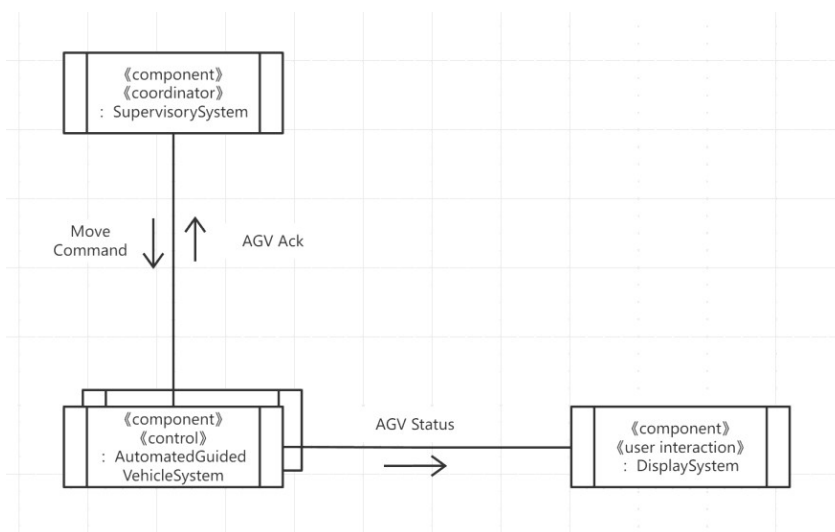 《component》
《coordinator》
: SupervisorySystem
Move
Command
AGV Ack
《component》
《control》
: AutomatedGuided
VehicleSystem
AGV Status
《component》
《user interaction》
: DisplaySystem